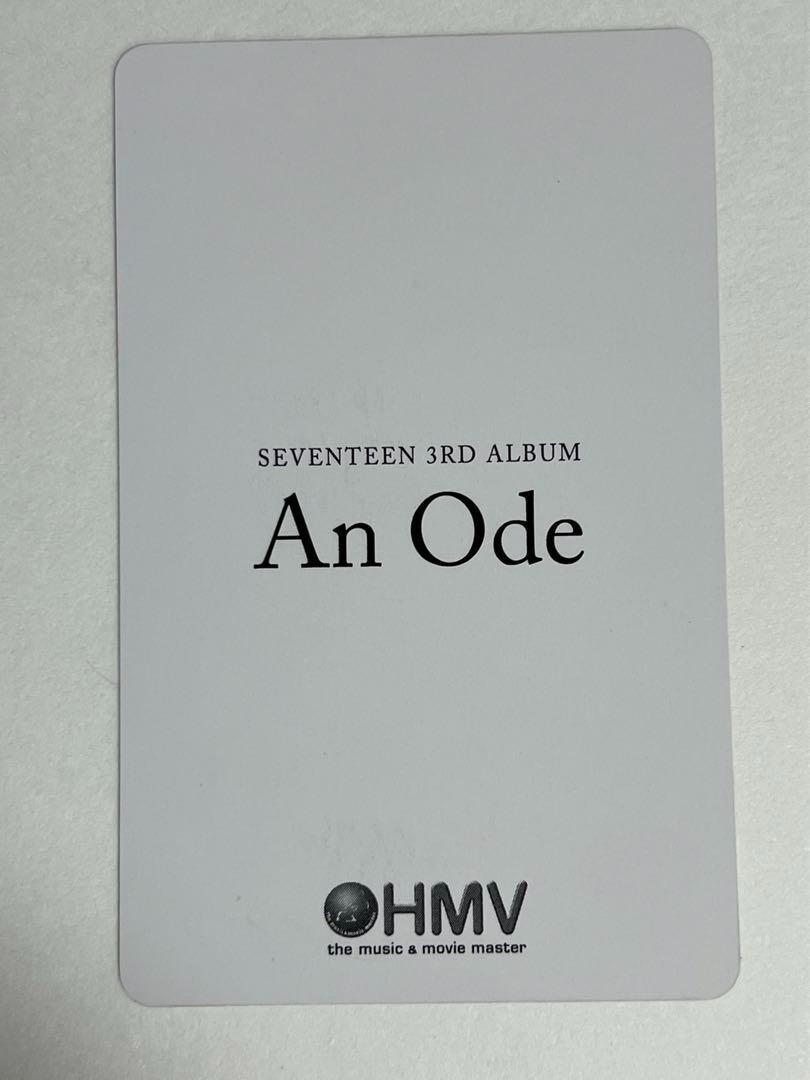 SEVENTEEN 3RD ALBUM
An Ode
HMV
the music & movie master